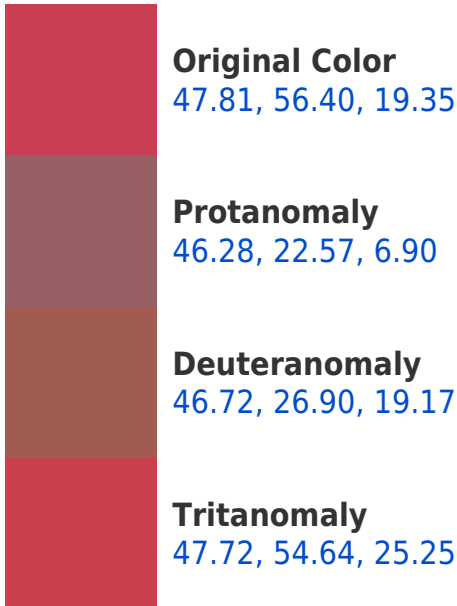 Original Color
47.81, 56.40, 19.35
Protanomaly
46.28, 22.57, 6.90
Deuteranomaly
46.72, 26.90, 19.17
Tritanomaly
47.72, 54.64, 25.25